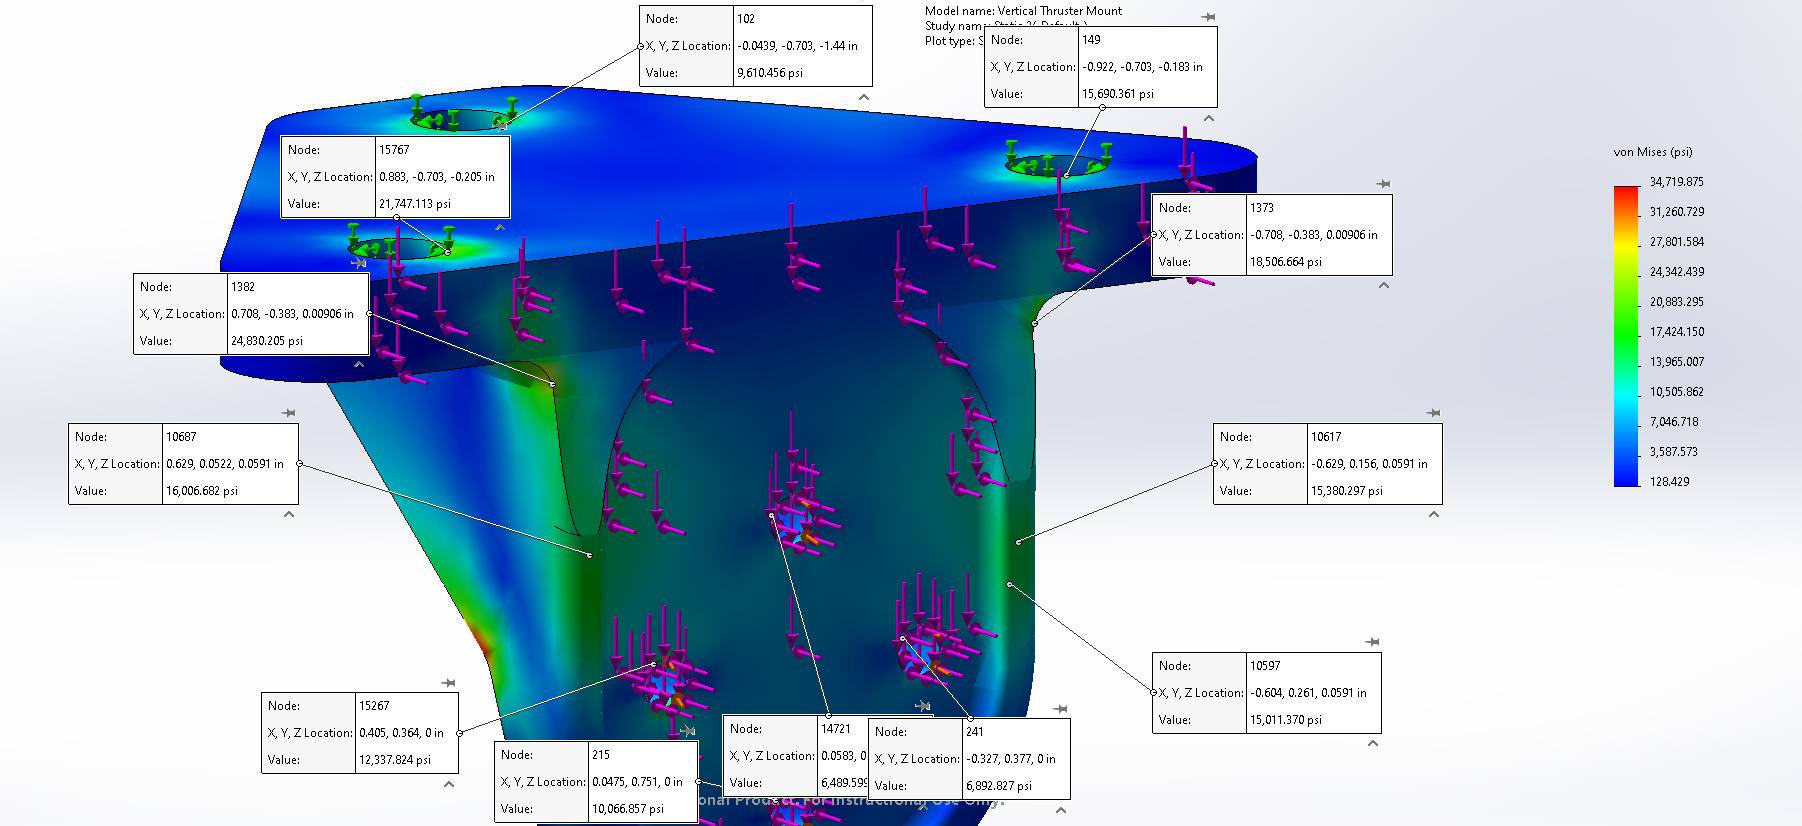 Model name: Vertical Thruster Mount
Study name: Static 2(-Default-)
Plot type: S
Node: 102
X, Y, Z Location: -0.0439, -0.703, -1.44 in
Value: 9,610.456 psi
Node: 149
X, Y, Z Location: -0.922, -0.703, -0.183 in
Value: 15,690.361 psi
Node: 15767
X, Y, Z Location: 0.883, -0.703, -0.205 in
Value: 21,747.113 psi
Node: 1373
X, Y, Z Location: -0.708, -0.383, 0.00906 in
Value: 18,506.664 psi
Node: 1382
X, Y, Z Location: 0.708, -0.383, 0.00906 in
Value: 24,830.205 psi
Node: 10687
X, Y, Z Location: 0.629, 0.0522, 0.0591 in
Value: 16,006.682 psi
Node: 10617
X, Y, Z Location: -0.629, 0.156, 0.0591 in
Value: 15,380.297 psi
Node: 10597
X, Y, Z Location: -0.604, 0.261, 0.0591 in
Value: 15,011.370 psi
Node: 15267
X, Y, Z Location: 0.405, 0.364, 0 in
Value: 12,337.824 psi
Node: 215
X, Y, Z Location: 0.0475, 0.751, 0 in
Value: 10,066.857 psi
Node: 14721
X, Y, Z Location: 0.0583, 0
Value: 6,489.599
Node: 241
X, Y, Z Location: -0.327, 0.377, 0 in
Value: 6,892.827 psi
von Mises (psi)
34,719.875
31,260.729
27,801.584
24,342.439
20,883.295
17,424.150
13,965.007
10,505.862
7,046.718
3,587.573
128.429
onal Product. For Instructional Use Only.